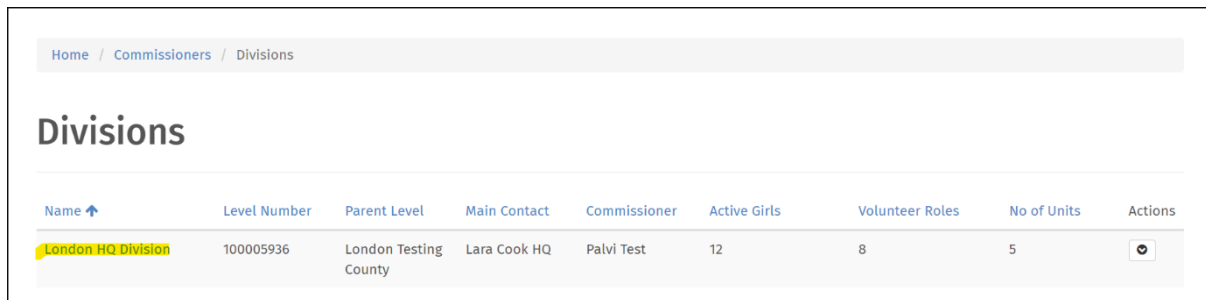 Home / Commissioners / Divisions
Divisions
Name Level Number Parent Level Main Contact Commissioner Active Girls Volunteer Roles No of Units Actions
London HQ Division 100005936 London Testing Lara Cook HQ Palvi Test 12 8 5
County